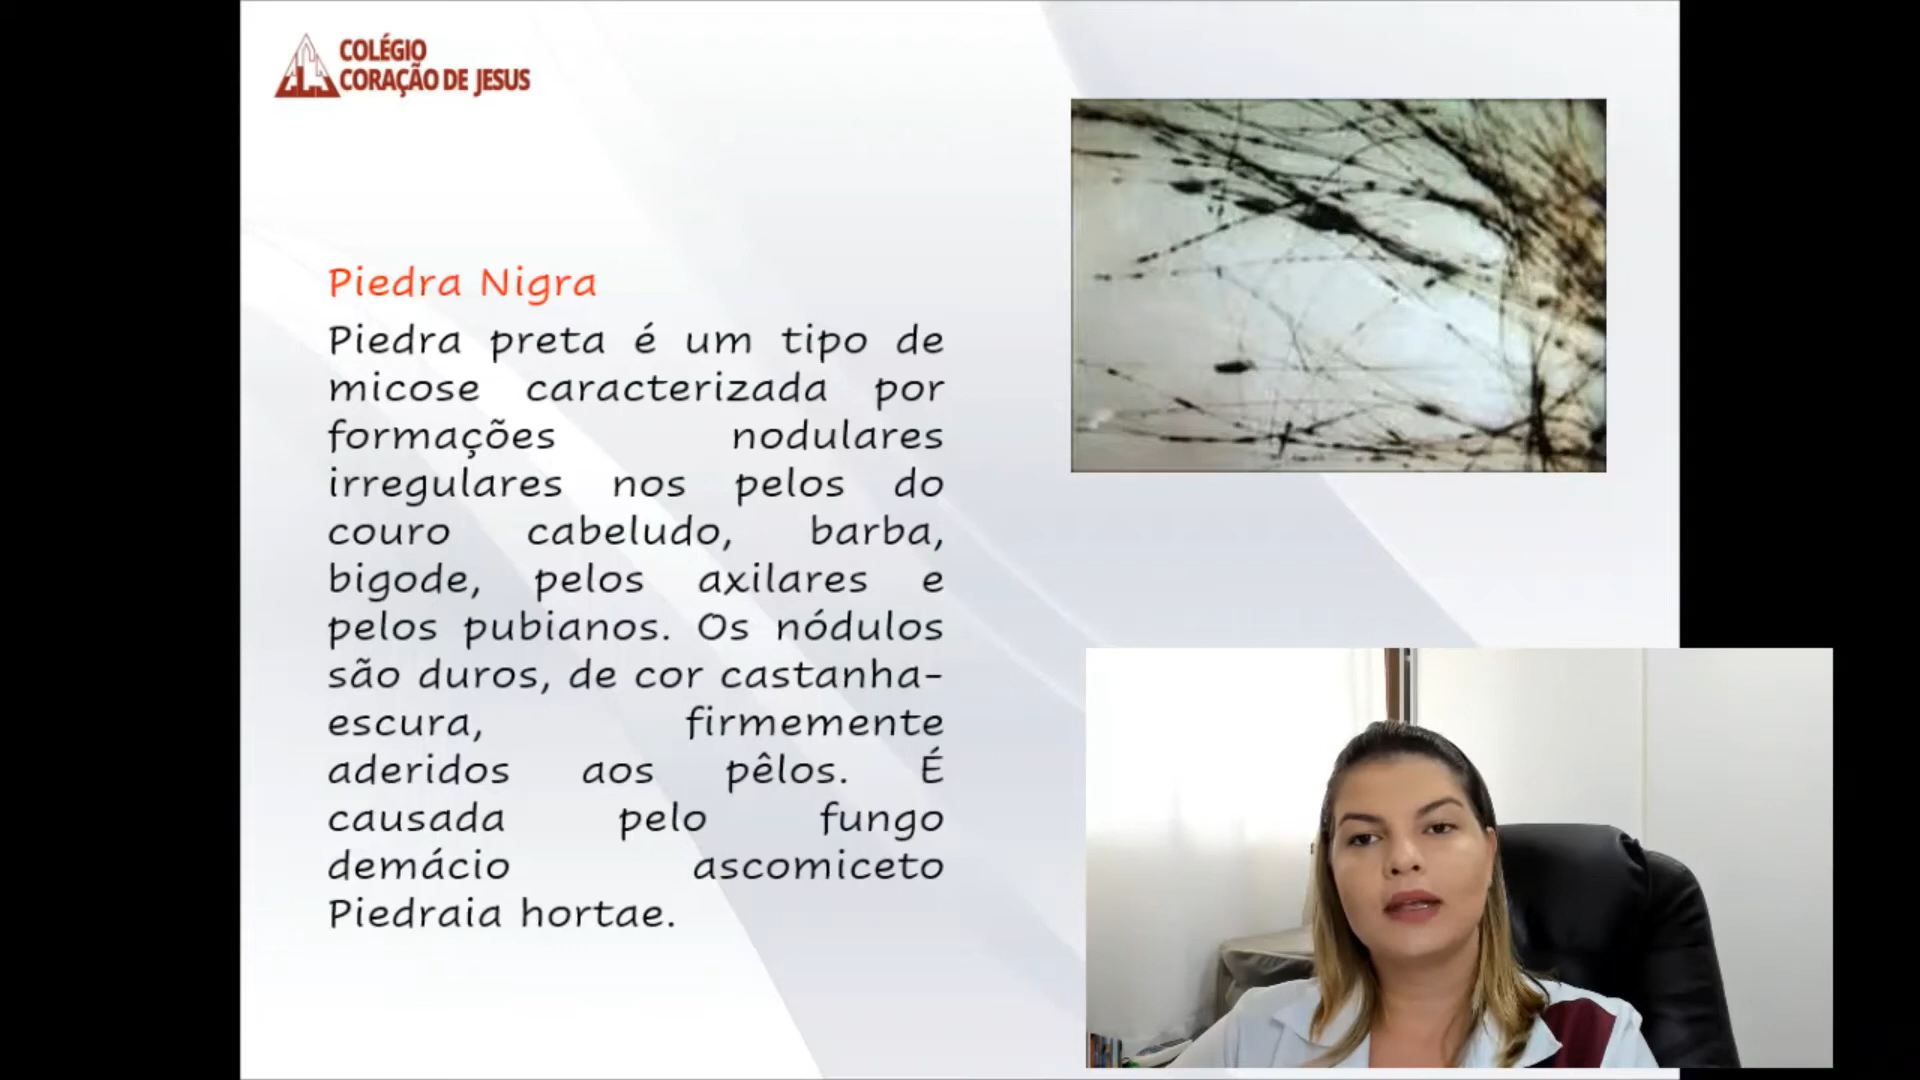 COLÉGIO
CORAÇÃO DE JESUS
Piedra Nigra
Piedra preta é um tipo de
micose caracterizada por
formações nodulares
irregulares nos pelos do
couro cabeludo, barba,
bigode, pelos axilares e
pelos pubianos. Os nódulos
são duros, de cor castanha-
escura, firmemente
aderidos aos pêlos. É
causada pelo fungo
demácio ascomiceto
Piedraia hortae.